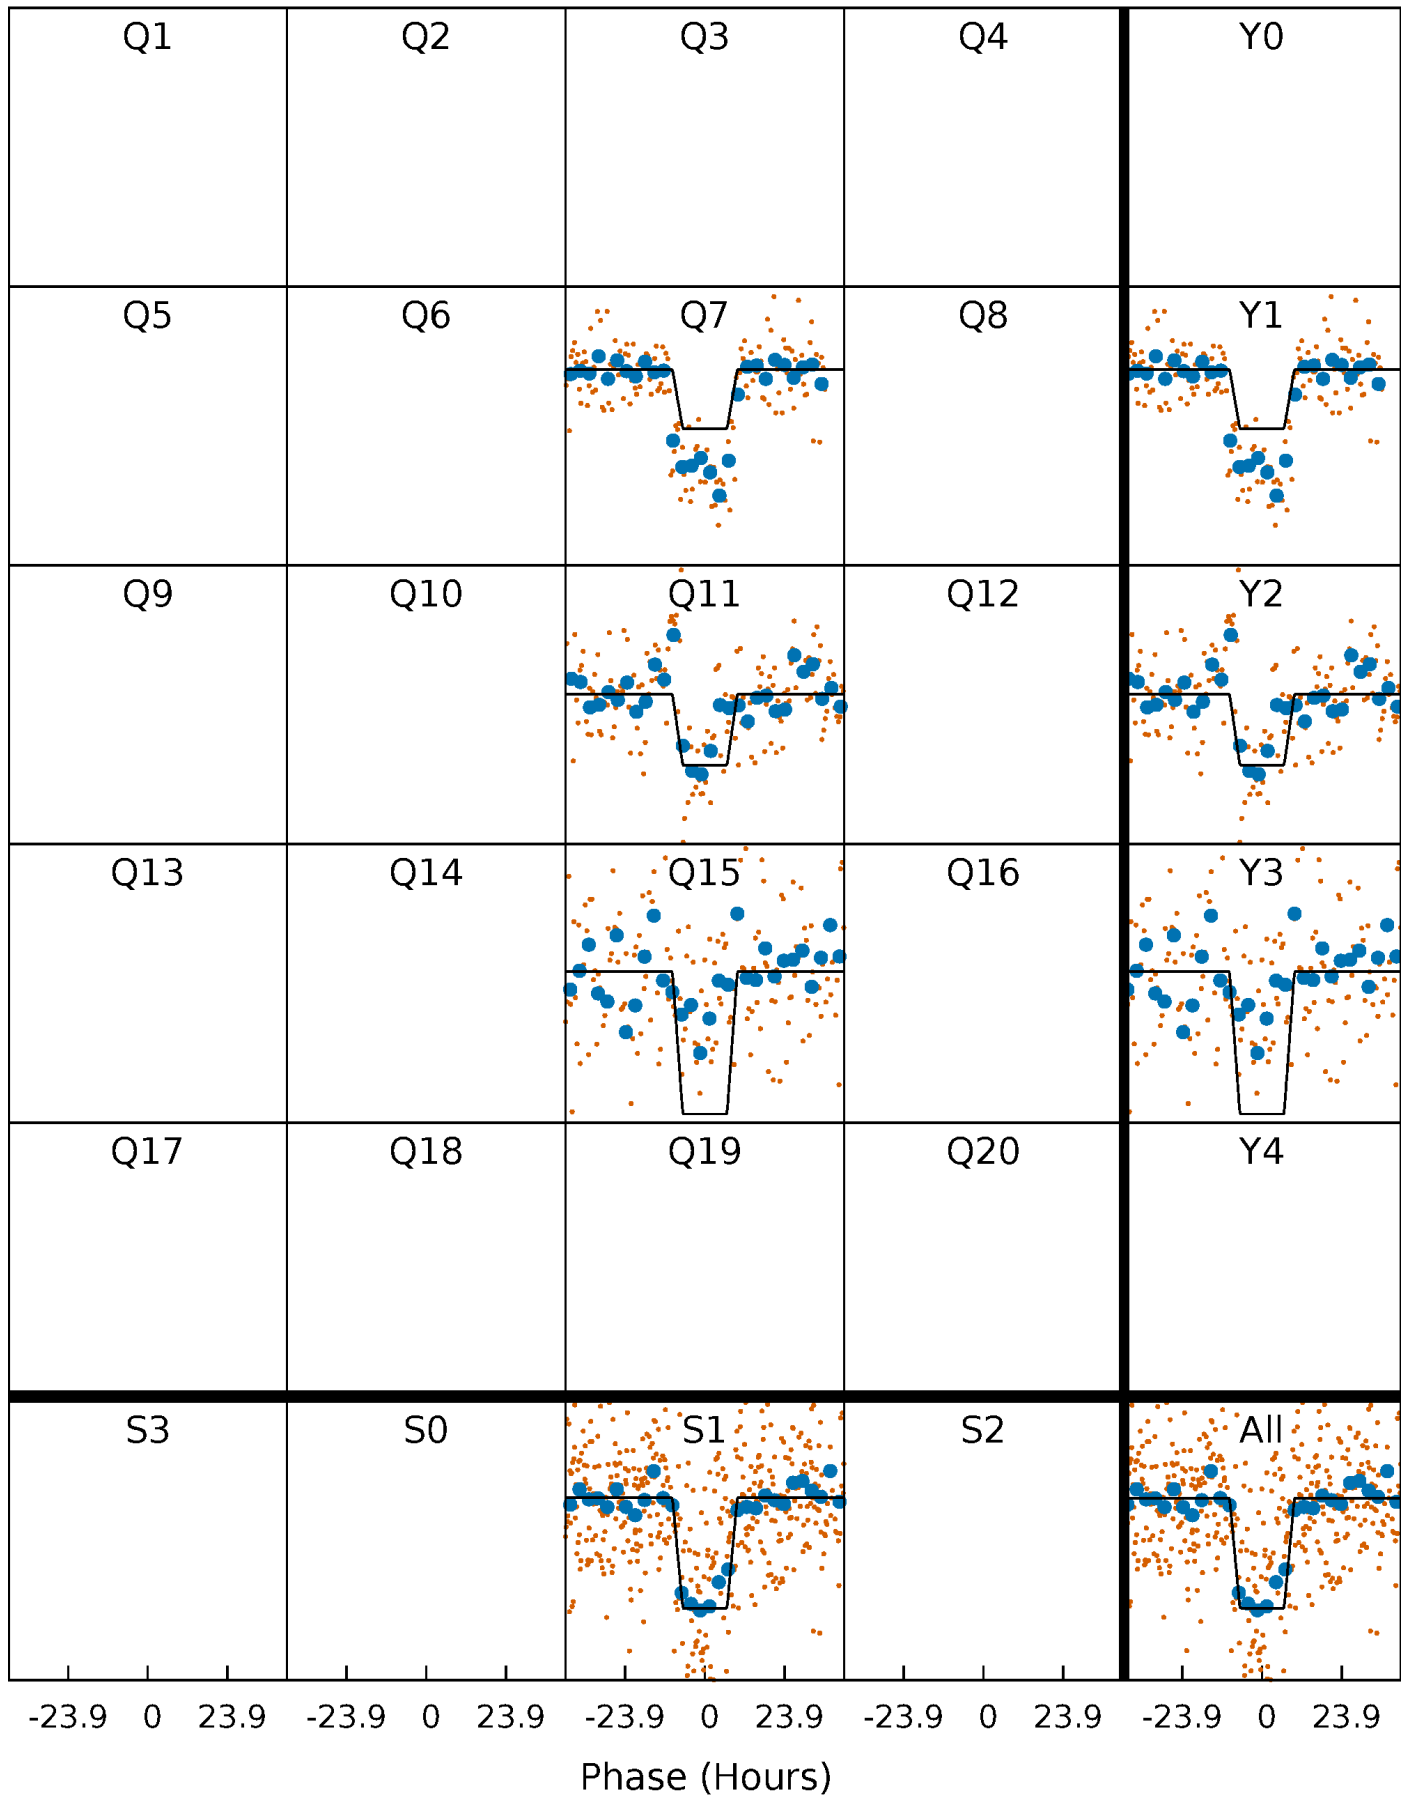 Q1 Q2 Q3 Q4 Y0
Q5 Q6 Q7 Q8 Y1
Q9 Q10 Q11 Q12 Y2
Q13 Q14 Q15 Q16 Y3
Q17 Q18 Q19 Q20 Y4
S3 S0 S1 S2 All
-23.9 0 23.9 -23.9 0 23.9 -23.9 0 23.9 -23.9 0 23.9 -23.9 0 23.9
Phase (Hours)